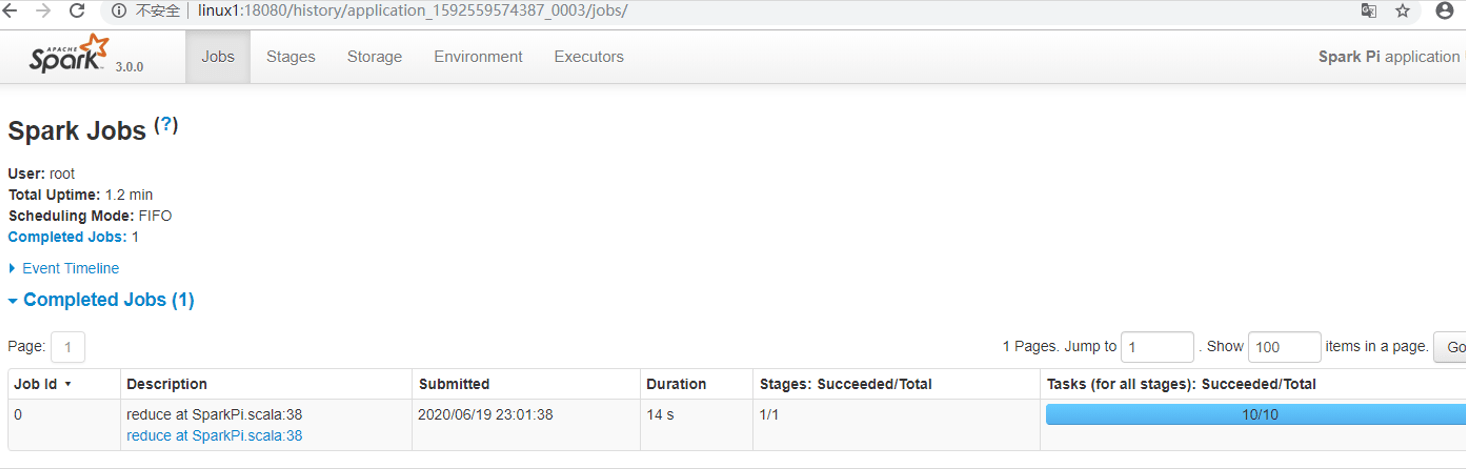 不安全 linux1:18080/history/application_1592559574387_0003/jobs/
APACHE Spark 3.0.0 Jobs Stages Storage Environment Executors Spark Pi application
Spark Jobs (?)
User: root
Total Uptime: 1.2 min
Scheduling Mode: FIFO
Completed Jobs: 1
Event Timeline
Completed Jobs (1)
Page: 1 1 Pages. Jump to 1 . Show 100 items in a page. Go
Job Id Description Submitted Duration Stages: Succeeded/Total Tasks (for all stages): Succeeded/Total
0 reduce at SparkPi.scala:38 2020/06/19 23:01:38 14 s 1/1 10/10
reduce at SparkPi.scala:38